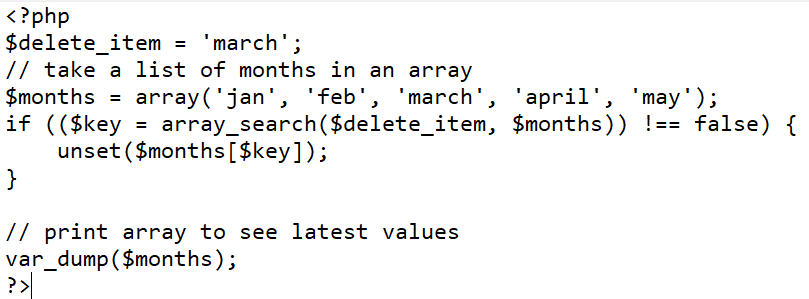 <?php
$delete_item = 'march';
// take a list of months in an array
$months = array('jan', 'feb', 'march', 'april', 'may');
if (($key = array_search($delete_item, $months)) !== false) {
    unset($months[$key]);
}

// print array to see latest values
var_dump($months);
?>